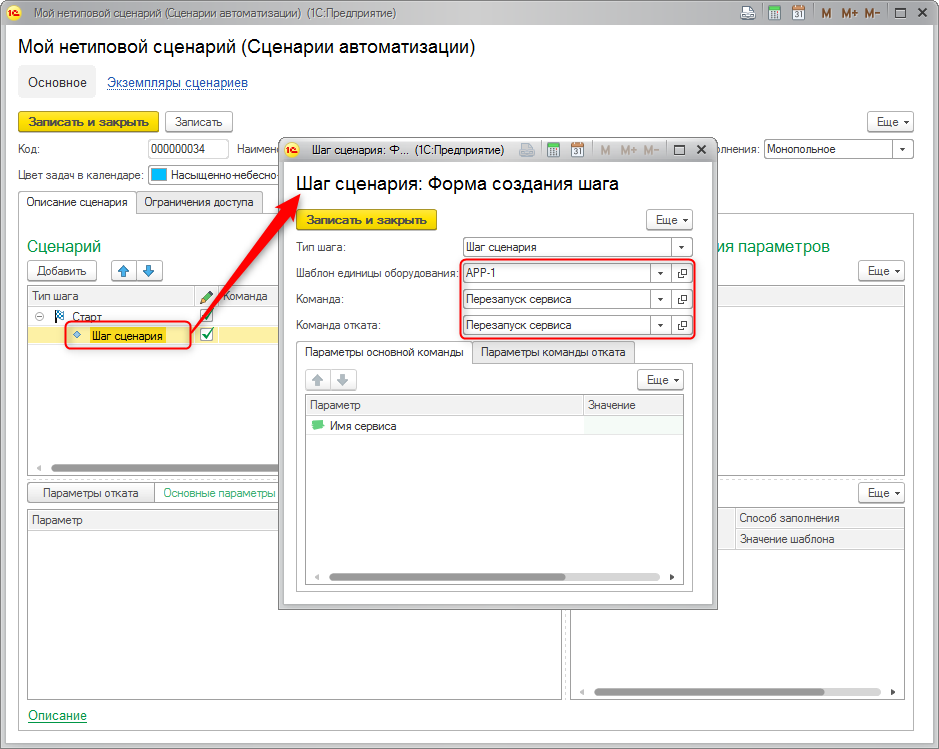 Мой нетиповой сценарий (Сценарии автоматизации) (1С:Предприятие)
31 M M+ M-
Мой нетиповой сценарий (Сценарии автоматизации)
Основное Экземпляры сценариев
Записать и закрыть Записать Еще
Код: 000000034 Наимено олнения: Монопольное
Цвет задач в календаре: Насыщенно-небесно-
Описание сценария Ограничения доступа
Сценарий ия параметров
Добавить Еще
Тип шага Команда
Старт
Шаг сценария
Параметры отката Основные параметры Еще
Параметр Способ заполнения
Значение шаблона
Описание
Шаг сценария: Ф... (1С:Предприятие) 31 M M+ M-
Шаг сценария: Форма создания шага
Записать и закрыть Еще
Тип шага: Шаг сценария
Шаблон единицы оборудования: APP-1
Команда: Перезапуск сервиса
Команда отката: Перезапуск сервиса
Параметры основной команды Параметры команды отката
Еще
Параметр Значение
Имя сервиса